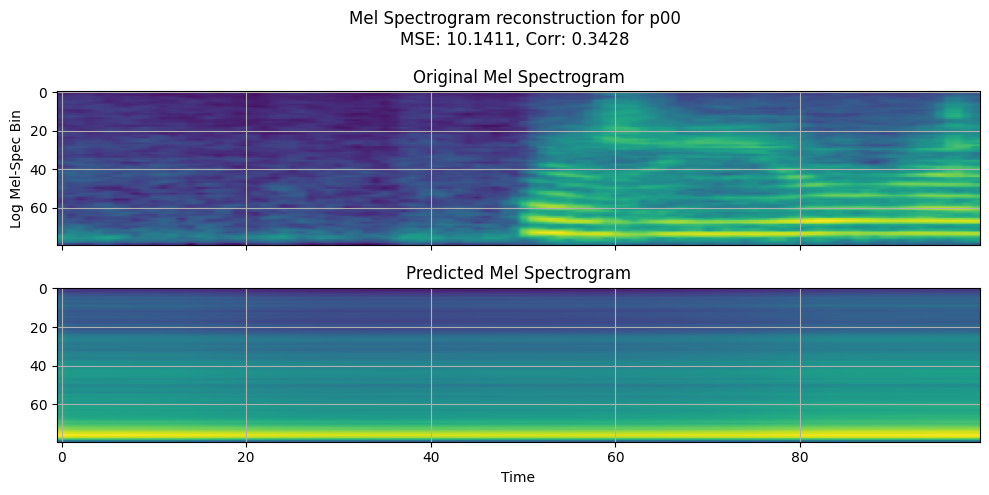 Mel Spectrogram reconstruction for p00
MSE: 10.1411, Corr: 0.3428
Original Mel Spectrogram
0
20
40
60
Log Mel-Spec Bin
Predicted Mel Spectrogram
0
20
40
60
0 20 40 60 80
Time